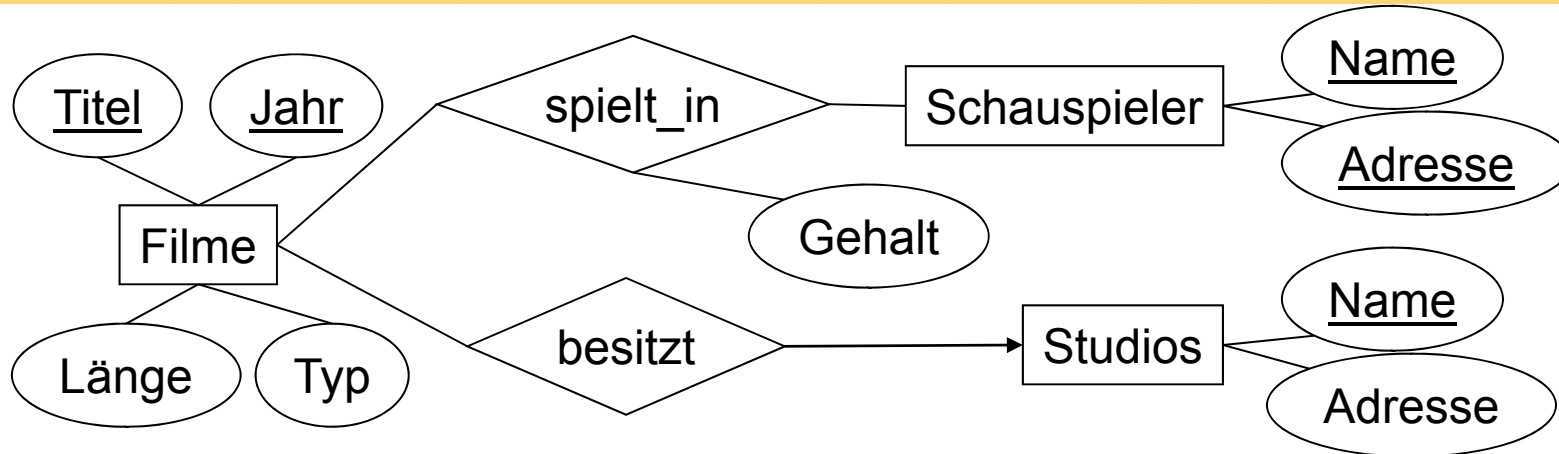 Titel
Jahr
Filme
Länge
Typ
spielt_in
Gehalt
besitzt
Schauspieler
Name
Adresse
Studios
Name
Adresse